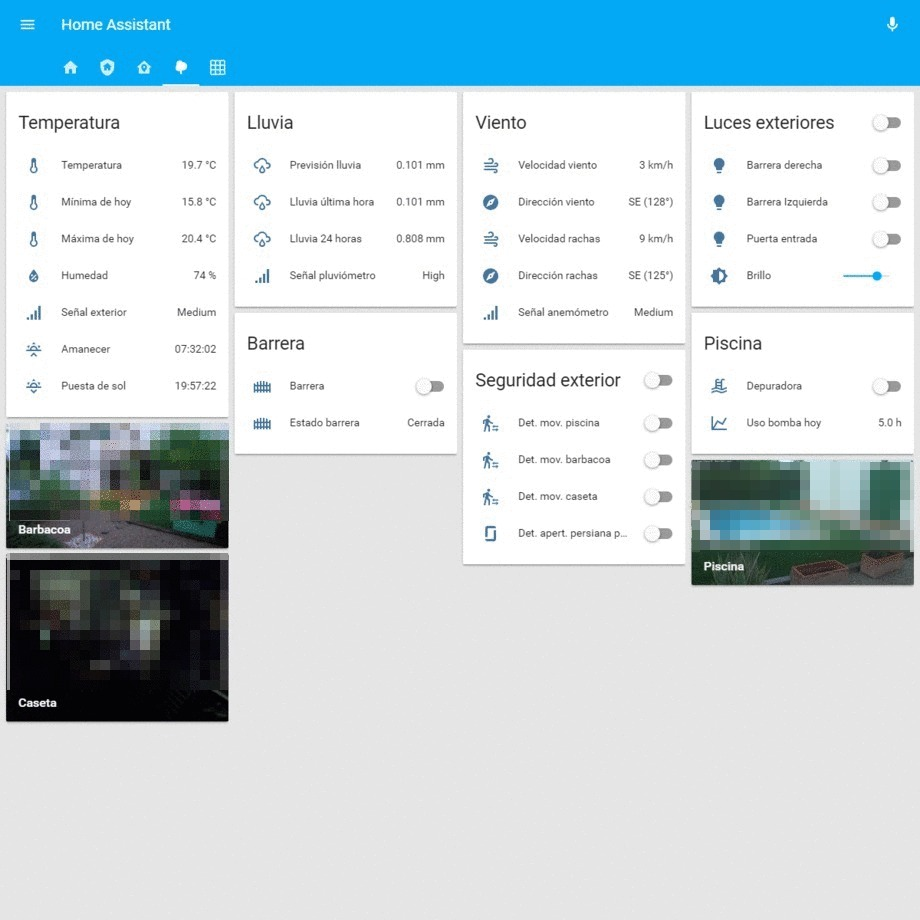 Home Assistant
Temperatura
Temperatura 19.7 °C
Mínima de hoy 15.8 °C
Máxima de hoy 20.4 °C
Humedad 74 %
Señal exterior Medium
Amanecer 07:32:02
Puesta de sol 19:57:22
Barbacoa
Caseta
Lluvia
Previsión lluvia 0.101 mm
Lluvia última hora 0.101 mm
Lluvia 24 horas 0.808 mm
Señal pluviómetro High
Barrera
Barrera
Estado barrera Cerrada
Viento
Velocidad viento 3 km/h
Dirección viento SE (128°)
Velocidad rachas 9 km/h
Dirección rachas SE (125°)
Señal anemómetro Medium
Seguridad exterior
Det. mov. piscina
Det. mov. barbacoa
Det. mov. caseta
Det. apert. persiana p...
Luces exteriores
Barrera derecha
Barrera Izquierda
Puerta entrada
Brillo
Piscina
Depuradora
Uso bomba hoy 5.0 h
Piscina